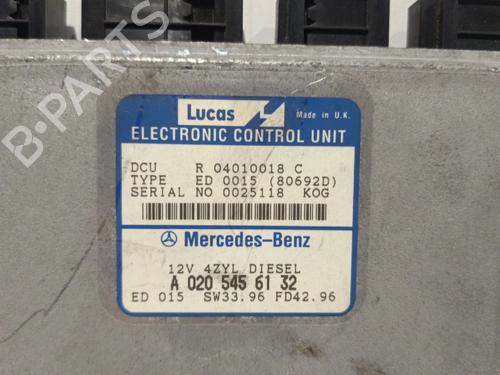 Lucas
Made in U.K.
ELECTRONIC CONTROL UNIT
DCU R 04010018 C
TYPE ED 0015 (80692D)
SERIAL NO 0025118 KOG
Mercedes-Benz
12V 4ZYL DIESEL
A 020 545 61 32
ED 015 SW33.96 FD42.96
B-PARTS